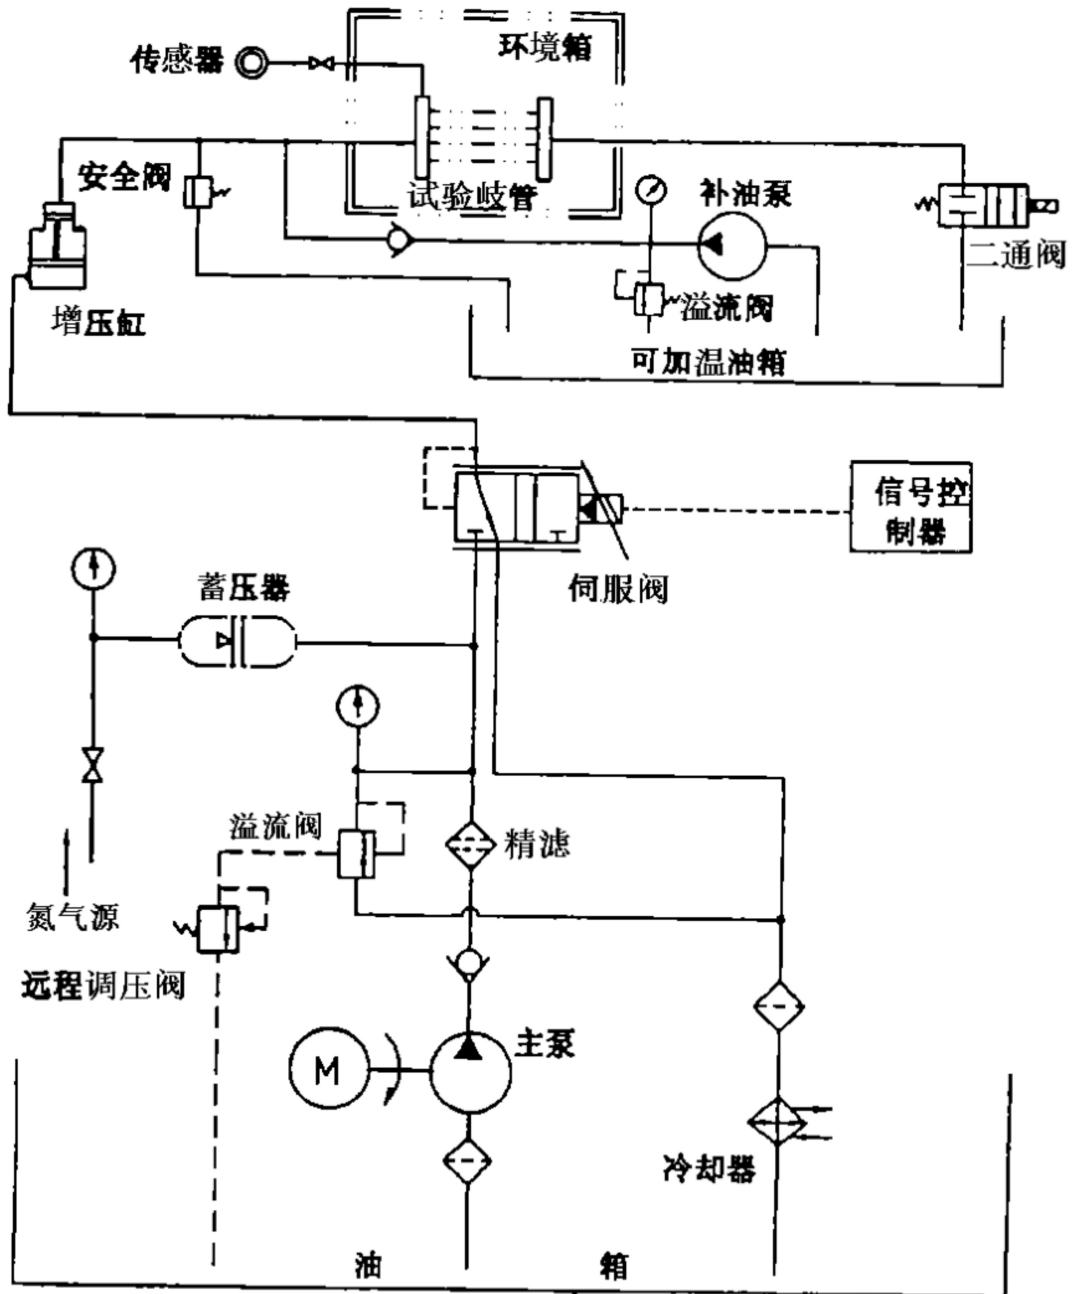 环境箱
传感器
安全阀
试验岐管
补油泵
二通阀
增压缸
溢流阀
可加温油箱
信号控
制器
伺服阀
蓄压器
溢流阀
精滤
氮气源
远程调压阀
主泵
M
冷却器
油 箱